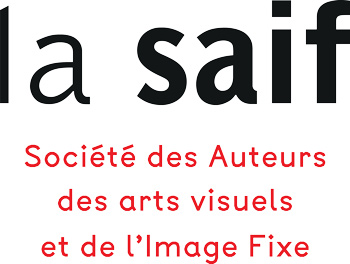 la saif
Société des Auteurs
des arts visuels
et de l'Image Fixe